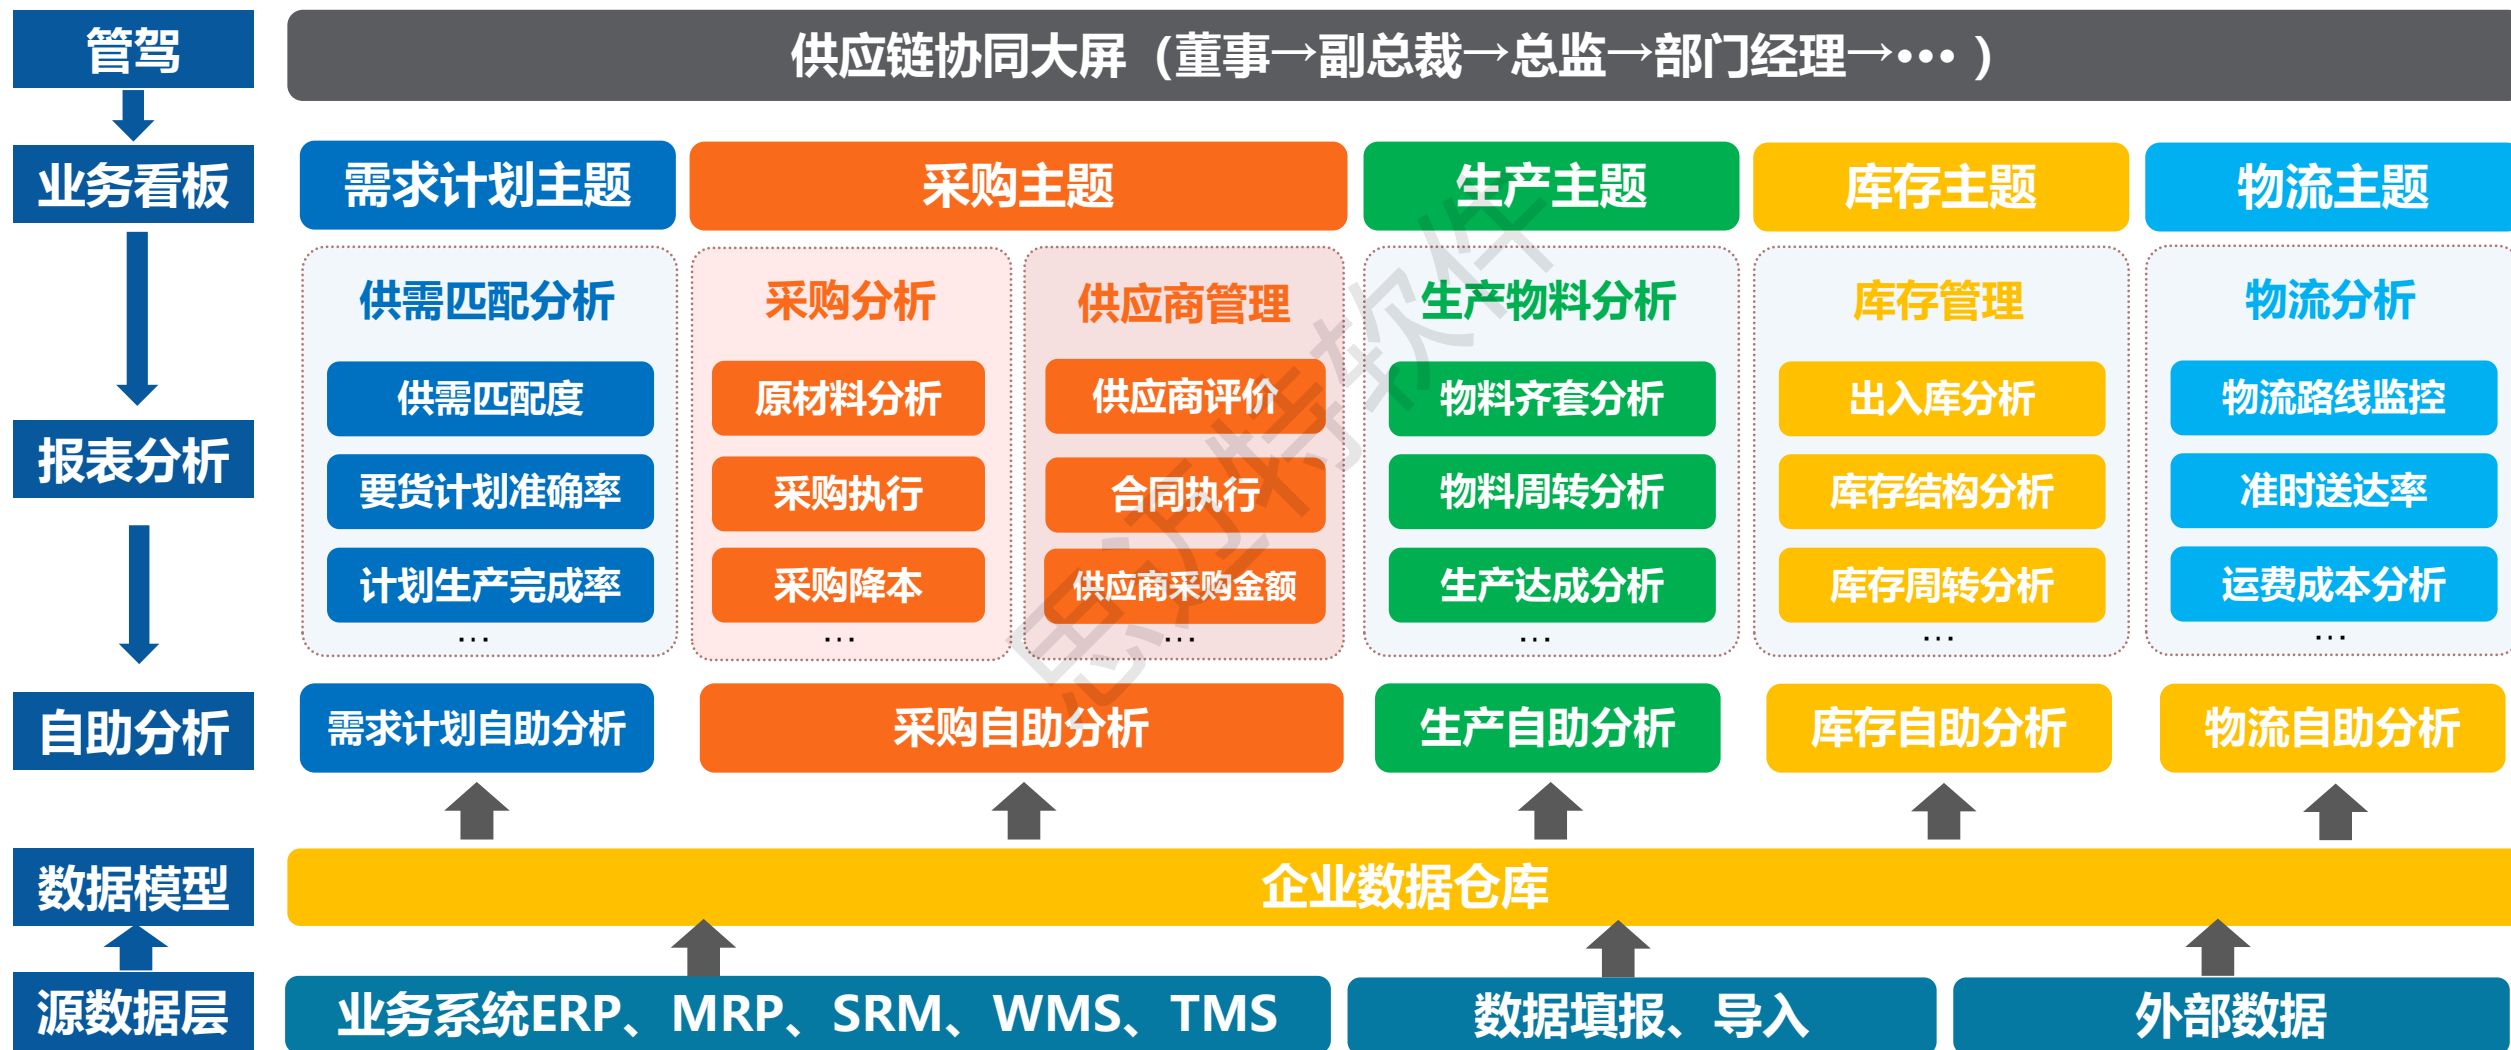 管驾
供应链协同大屏（董事→副总裁→总监→部门经理→••• ）
业务看板
需求计划主题
采购主题
生产主题
库存主题
物流主题
供需匹配分析
采购分析
供应商管理
生产物料分析
库存管理
物流分析
供需匹配度
原材料分析
供应商评价
物料齐套分析
出入库分析
物流路线监控
报表分析
要货计划准确率
采购执行
合同执行
物料周转分析
库存结构分析
准时送达率
计划生产完成率
采购降本
供应商采购金额
生产达成分析
库存周转分析
运费成本分析
...
...
...
...
...
...
自助分析
需求计划自助分析
采购自助分析
生产自助分析
库存自助分析
物流自助分析
数据模型
企业数据仓库
源数据层
业务系统ERP、MRP、SRM、WMS、TMS
数据填报、导入
外部数据
思迈特软件